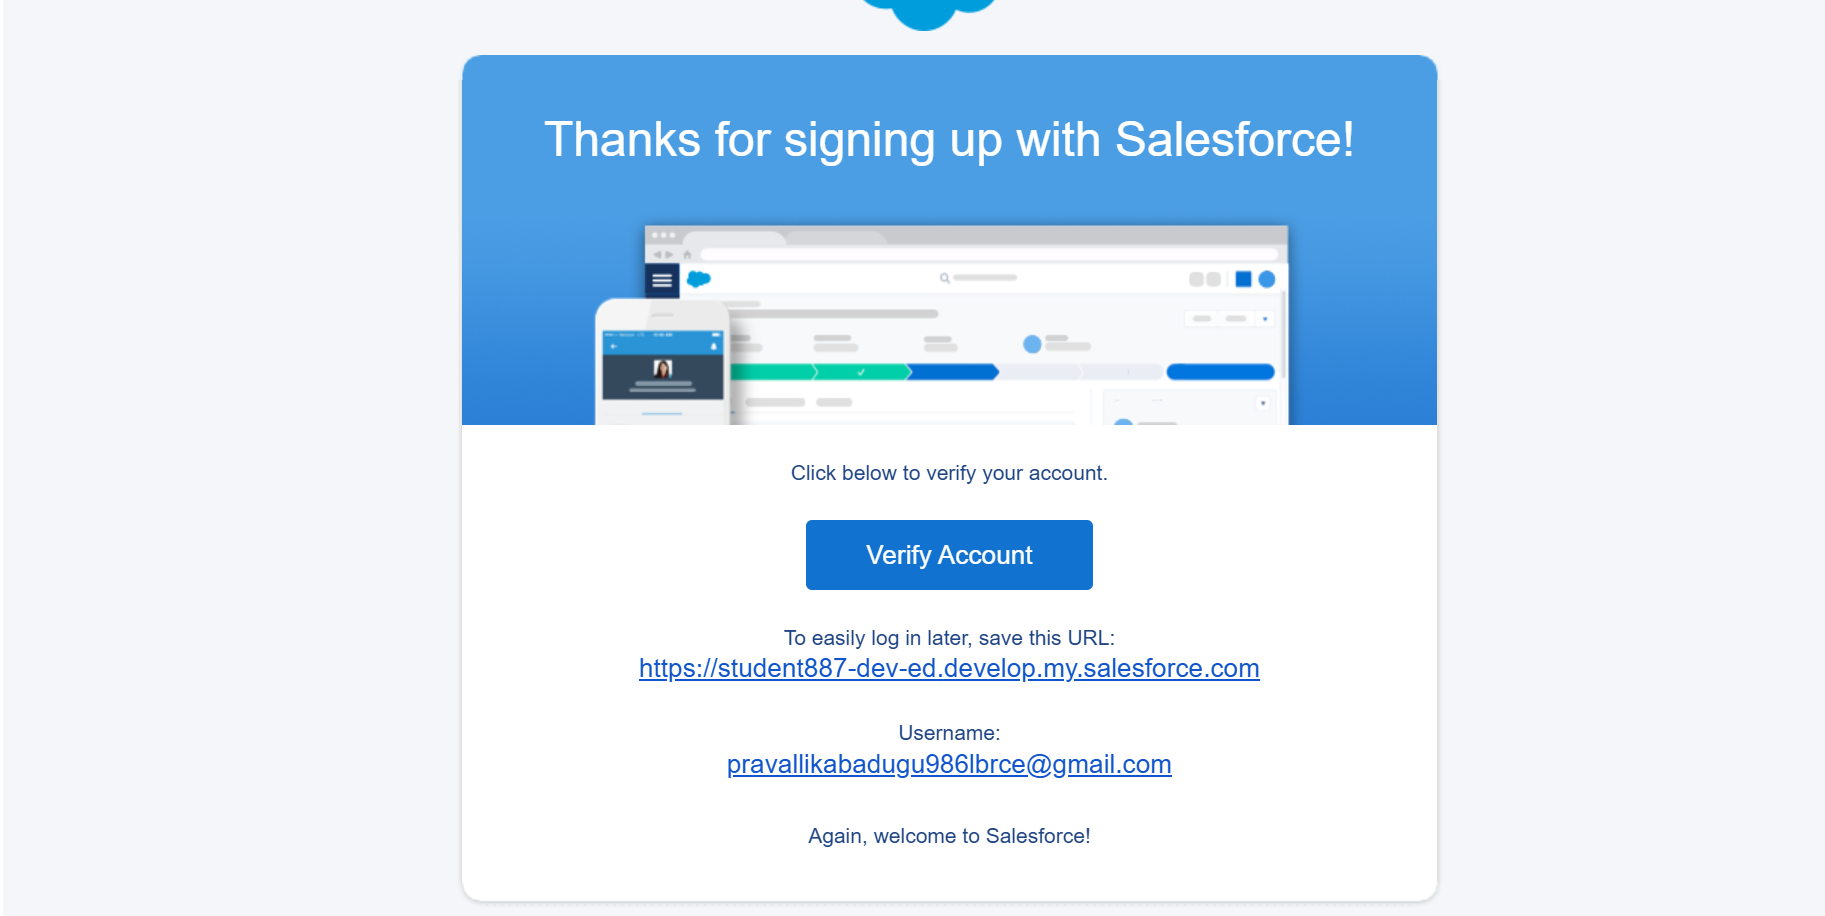 Thanks for signing up with Salesforce!
Click below to verify your account.
Verify Account
To easily log in later, save this URL:
https://student887-dev-ed.develop.my.salesforce.com
Username:
pravallikabadugu986lbrce@gmail.com
Again, welcome to Salesforce!